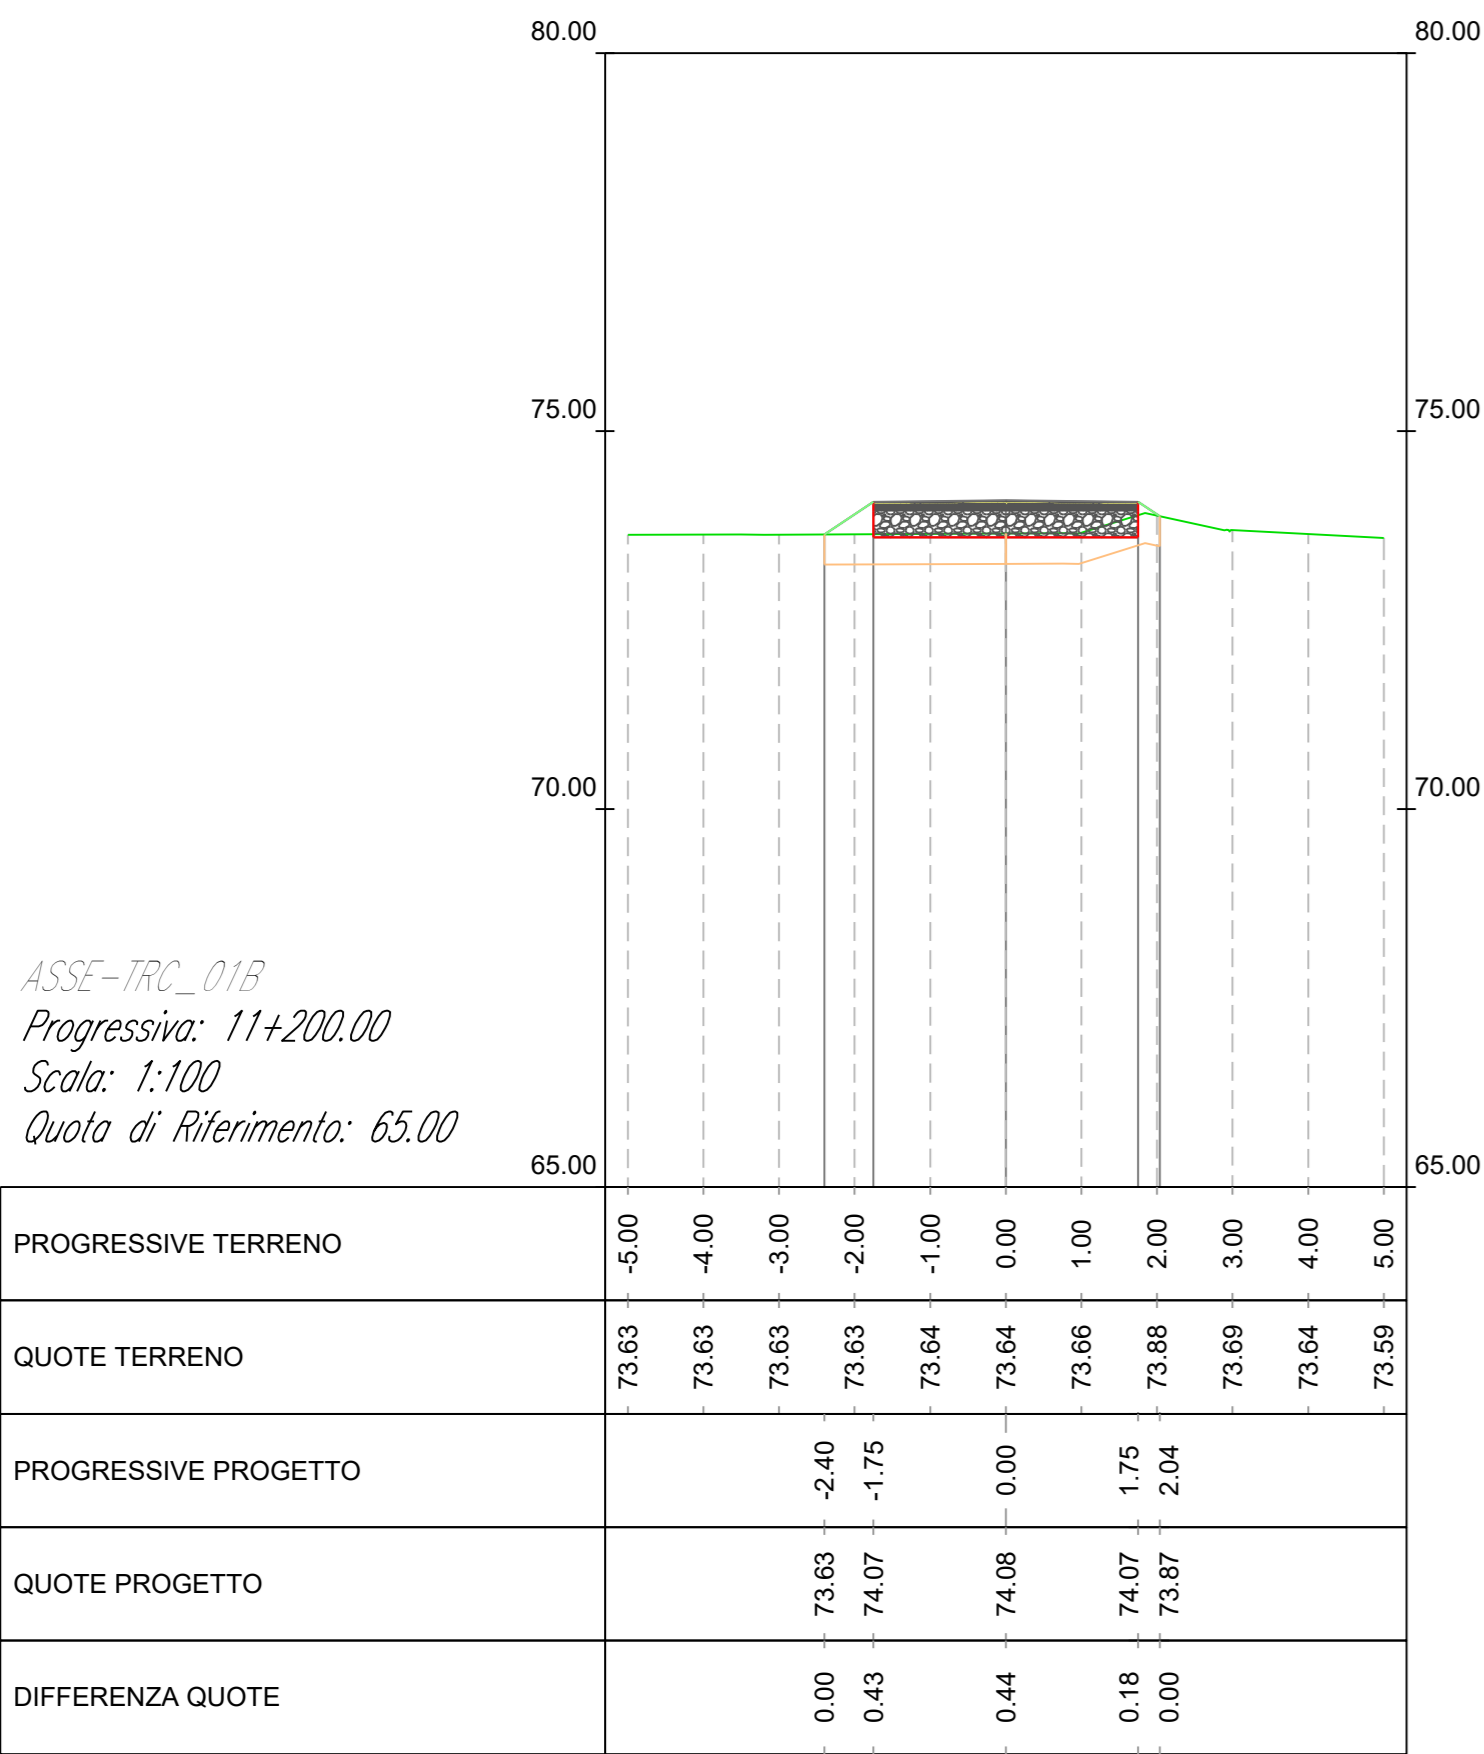 80.00 80.00
75.00 75.00
70.00 70.00
ASSE-TRC_01B
Progressiva: 11+200.00
Scala: 1:100
Quota di Riferimento: 65.00
65.00 65.00
PROGRESSIVE TERRENO -5.00 -4.00 -3.00 -2.00 -1.00 0.00 1.00 2.00 3.00 4.00 5.00
QUOTE TERRENO 73.63 73.63 73.63 73.63 73.64 73.64 73.66 73.88 73.69 73.64 73.59
PROGRESSIVE PROGETTO -2.40 -1.75 0.00 1.75 2.04
QUOTE PROGETTO 73.63 74.07 74.08 74.07 73.87
DIFFERENZA QUOTE 0.00 0.43 0.44 0.18 0.00